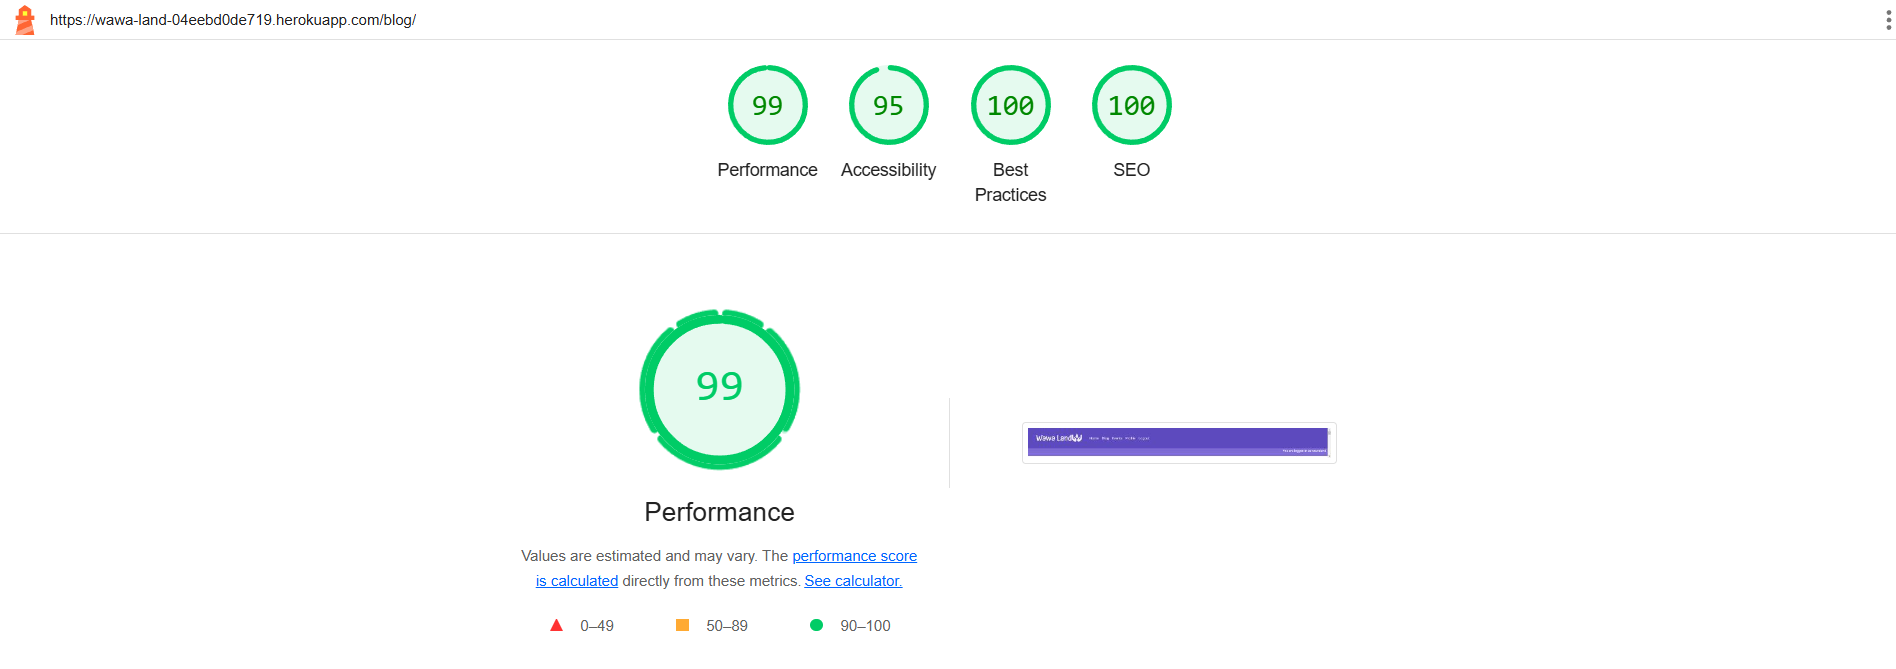 https://wawa-land-04eebd0de719.herokuapp.com/blog/
99
95
100
100
Performance
Accessibility
Best
Practices
SEO
99
Wawa Land
Performance
Values are estimated and may vary. The performance score
is calculated directly from these metrics. See calculator.
0–49
50–89
90–100